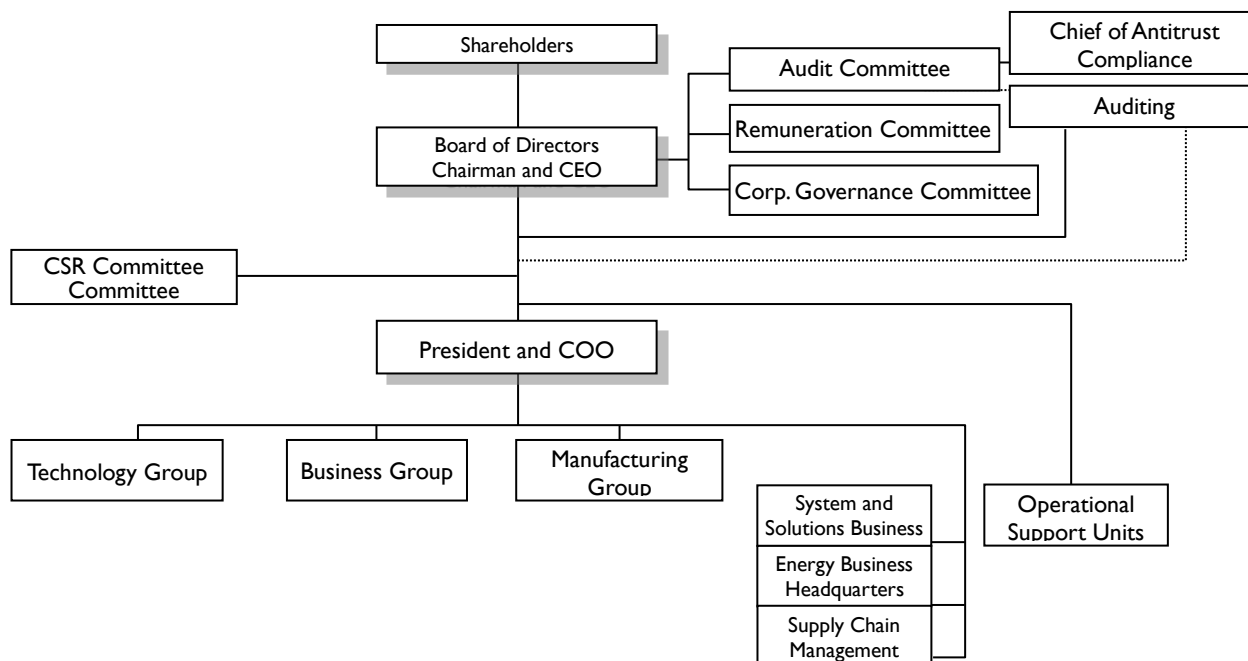 Shareholders
Chief of Antitrust
Compliance
Audit Committee
Auditing
Remuneration Committee
Board of Directors
Chairman and CEO
Corp. Governance Committee
CSR Committee
Committee
President and COO
Technology Group
Business Group
Manufacturing
Group
System and
Solutions Business
Energy Business
Headquarters
Supply Chain
Management
Operational
Support Units